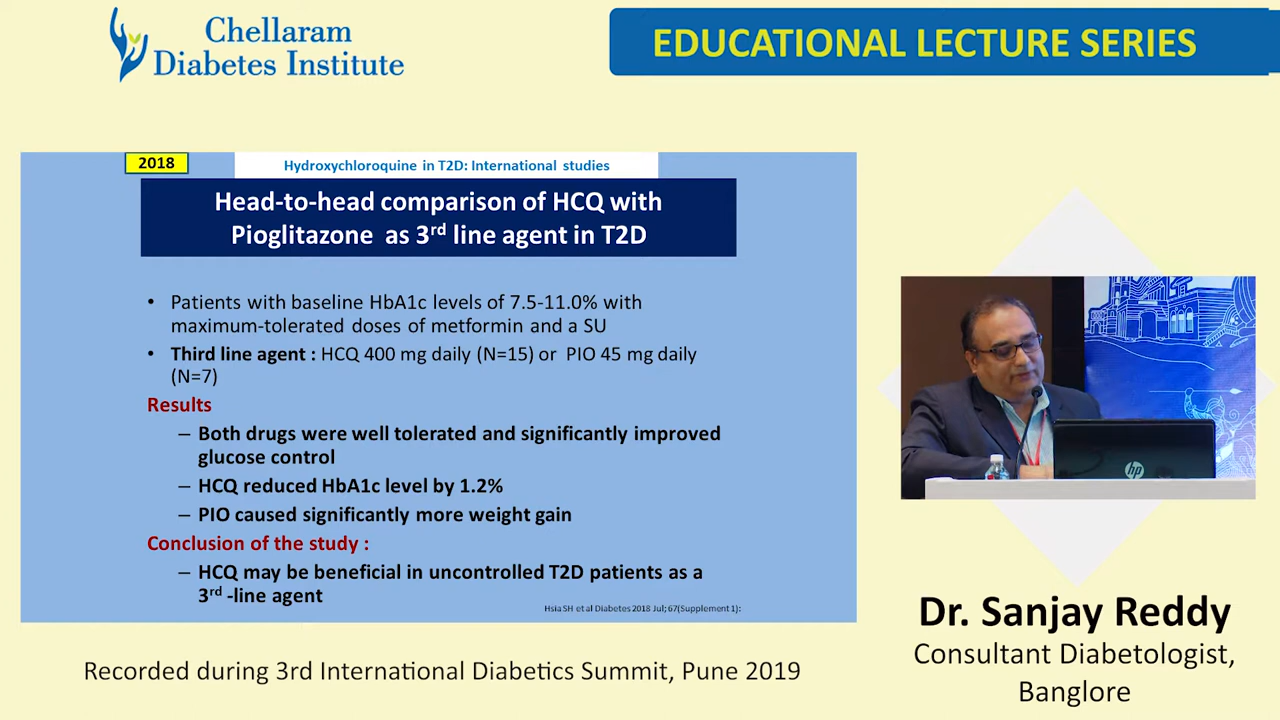 Chellaram
Diabetes Institute
EDUCATIONAL LECTURE SERIES
2018
Hydroxychloroquine in T2D: International studies
Head-to-head comparison of HCQ with
Pioglitazone as 3rd line agent in T2D
• Patients with baseline HbA1c levels of 7.5-11.0% with
maximum-tolerated doses of metformin and a SU
• Third line agent : HCQ 400 mg daily (N=15) or PIO 45 mg daily
(N=7)
Results
– Both drugs were well tolerated and significantly improved
glucose control
– HCQ reduced HbA1c level by 1.2%
– PIO caused significantly more weight gain
Conclusion of the study :
– HCQ may be beneficial in uncontrolled T2D patients as a
3rd -line agent
Hsia SH et al Diabetes 2018 Jul; 67(Supplement 1):
hp
Dr. Sanjay Reddy
Consultant Diabetologist,
Banglore
Recorded during 3rd International Diabetics Summit, Pune 2019